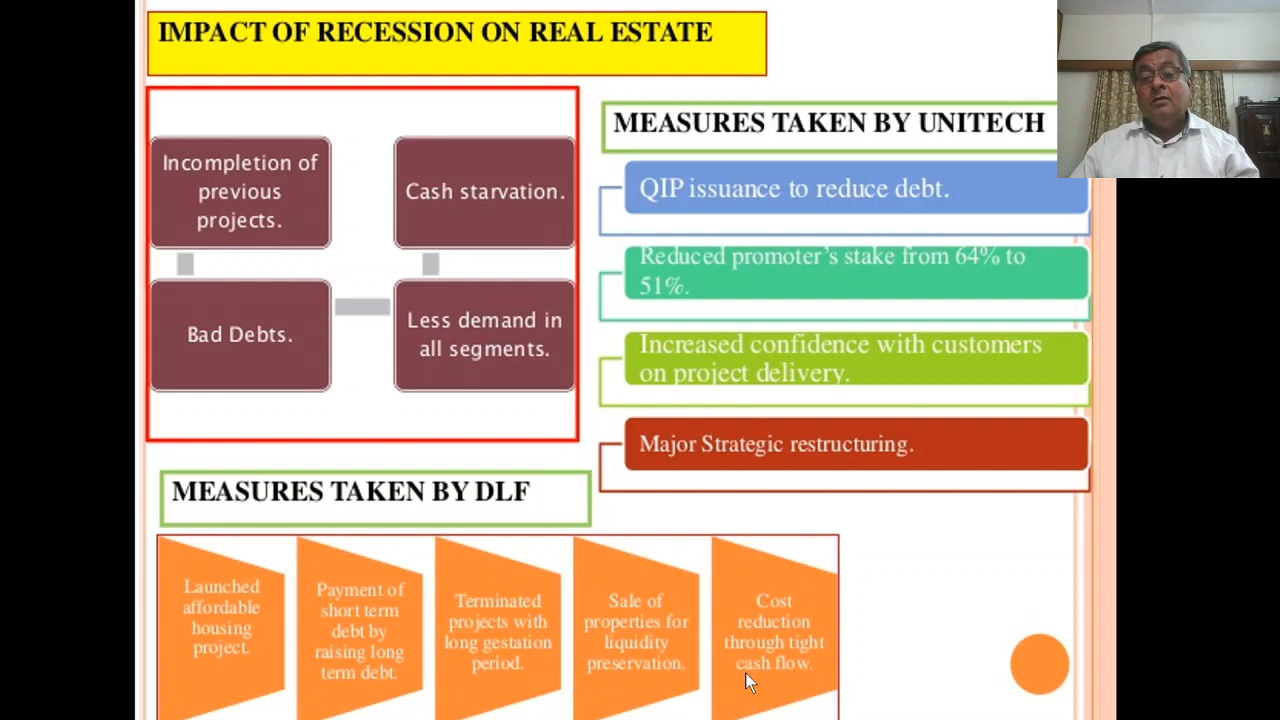 IMPACT OF RECESSION ON REAL ESTATE
Incompletion of
previous
projects.
Cash starvation.
Bad Debts.
Less demand in
all segments.
MEASURES TAKEN BY UNITECH
QIP issuance to reduce debt.
Reduced promoter’s stake from 64% to
51%.
Increased confidence with customers
on project delivery.
Major Strategic restructuring.
MEASURES TAKEN BY DLF
Launched
affordable
housing
project.
Payment of
short term
debt by
raising long
term debt.
Terminated
projects with
long gestation
period.
Sale of
properties for
liquidity
preservation.
Cost
reduction
through tight
cash flow.